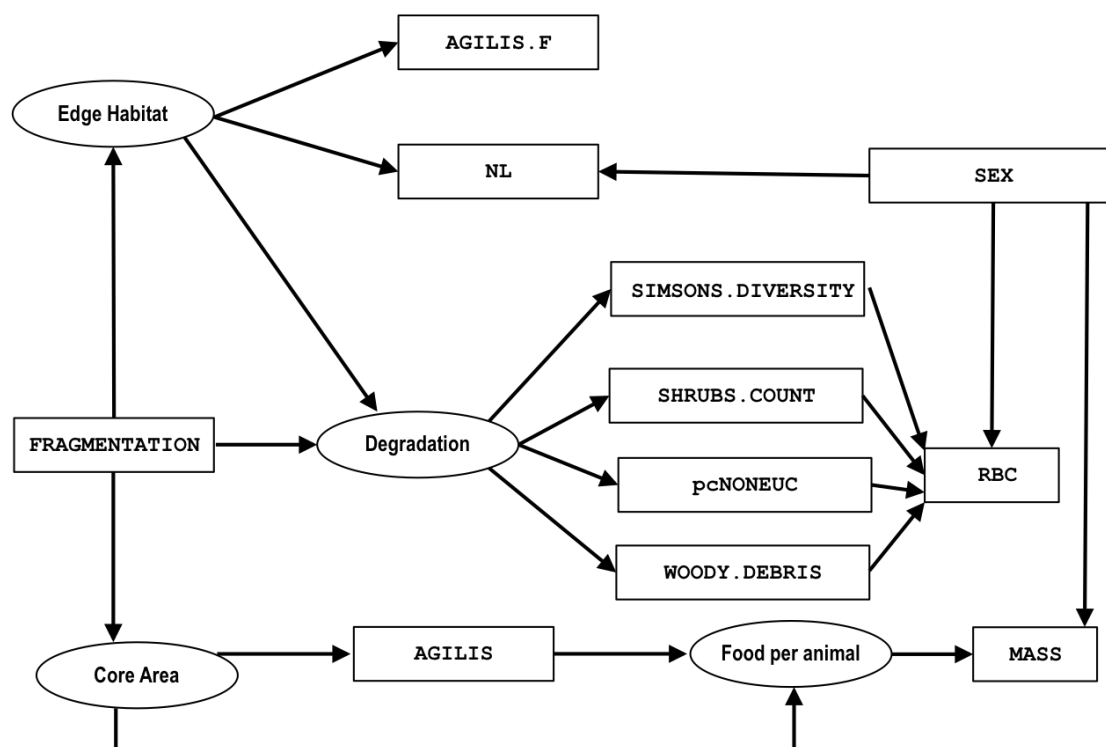 AGILIS.F
Edge Habitat
NL
SEX
SIMSONS.DIVERSITY
SHRUBS.COUNT
FRAGMENTATION
Degradation
pcNONEUC
RBC
WOODY.DEBRIS
Core Area
AGILIS
Food per animal
MASS